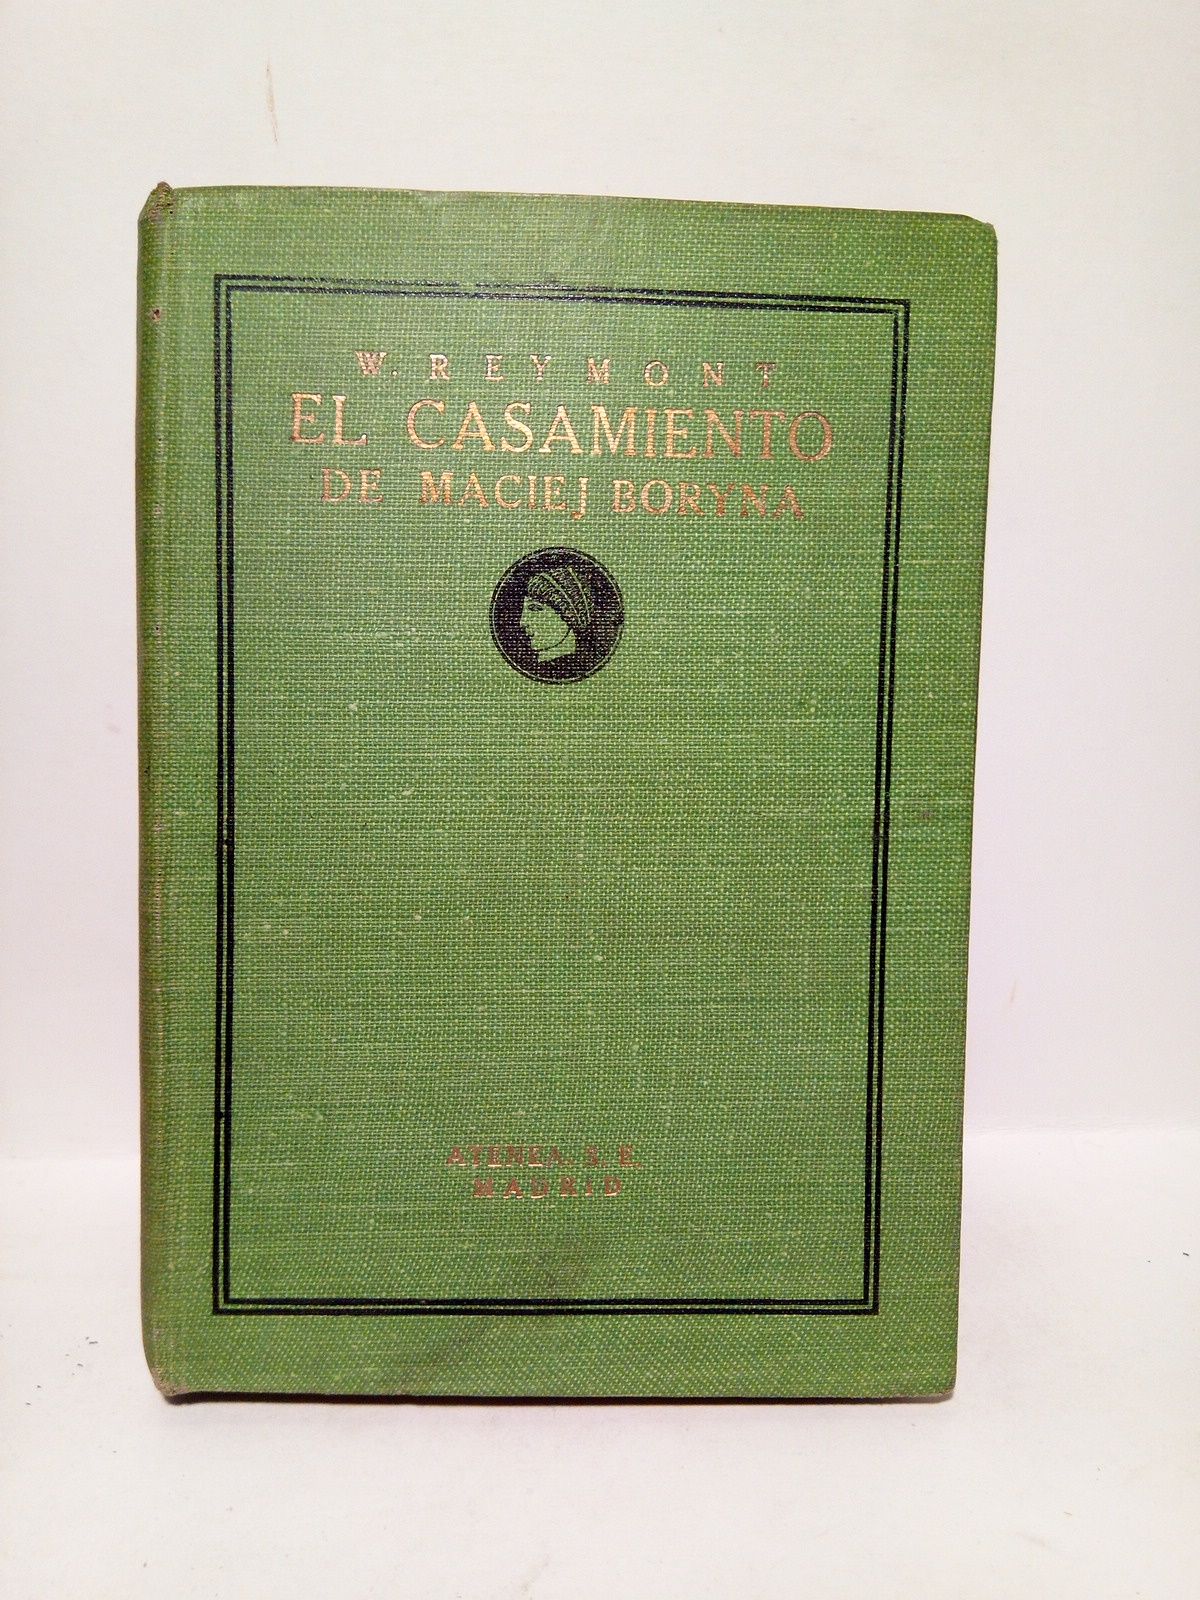 W. REYMONT
EL CASAMIENTO
DE MACIEJ BORYNA
ATENEA. S. E.
MADRID